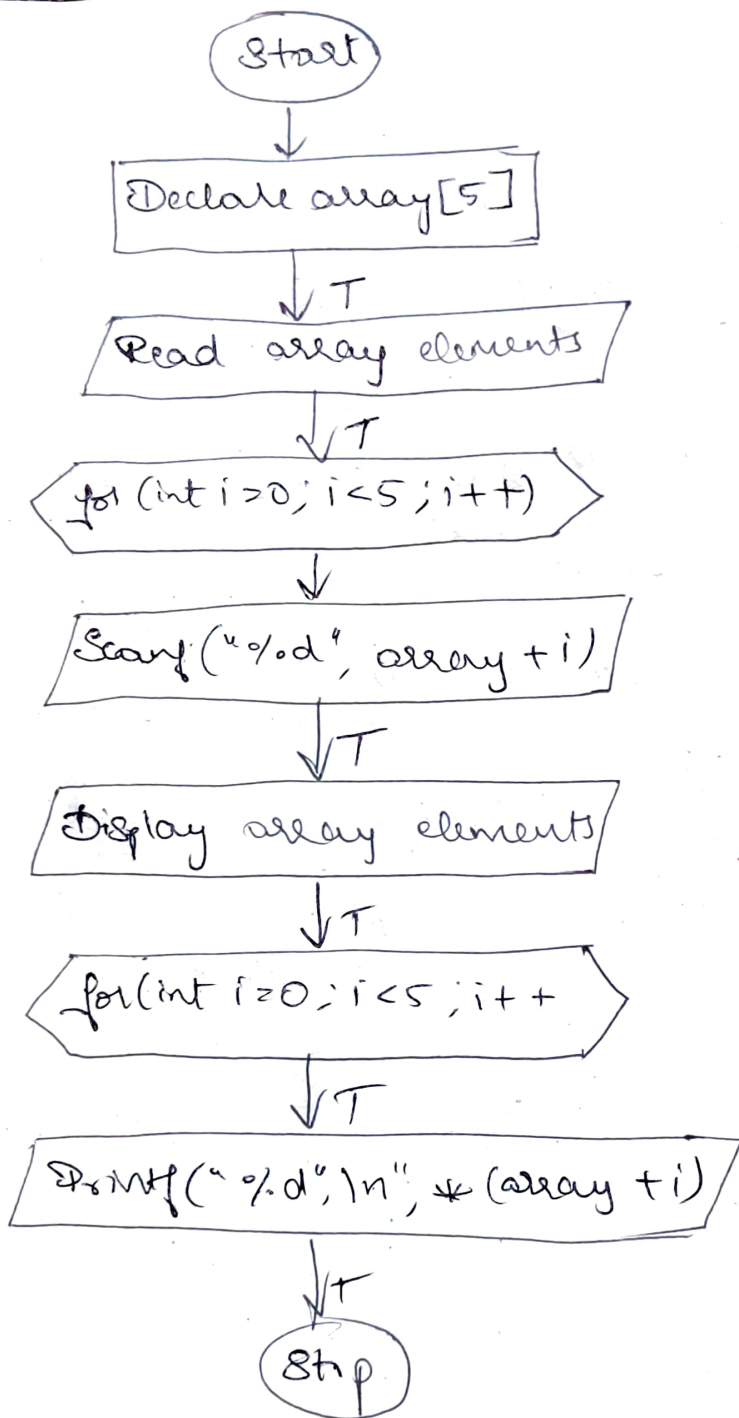 Start
Declare array[5]
T
Read array elements
T
for(int i=0; i<5; i++)
Scanf("%d", array + i)
T
Display array elements
T
for(int i=0; i<5; i++
T
Printf("%d", \n", *(array + i)
T
Stop